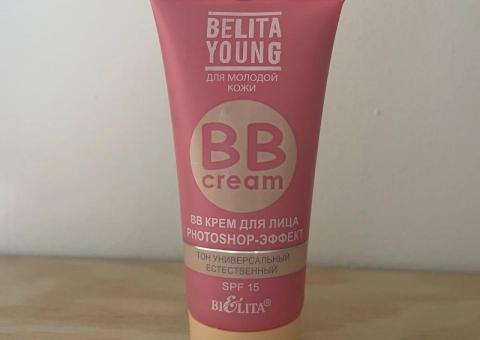 BELITA
YOUNG
ДЛЯ МОЛОДОЙ
КОЖИ
BB
cream
BB КРЕМ ДЛЯ ЛИЦА
PHOTOSHOP-ЭФФЕКТ
ТОН УНИВЕРСАЛЬНЫЙ
ЕСТЕСТВЕННЫЙ
SPF 15
BIELITA®